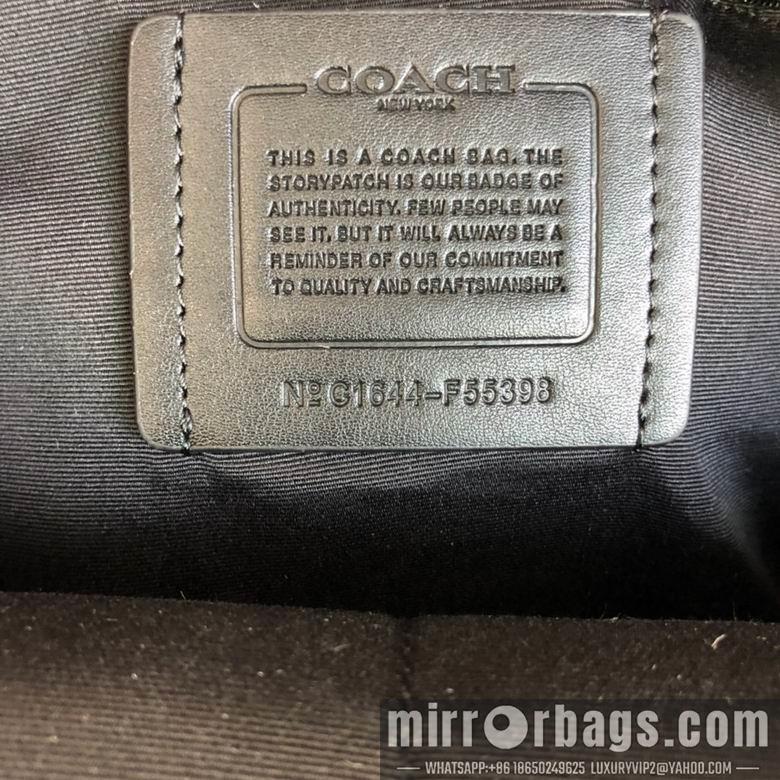 COACH
NEW YORK
THIS IS A COACH BAG. THE
STORYPATCH IS OUR BADGE OF
AUTHENTICITY. FEW PEOPLE MAY
SEE IT, BUT IT WILL ALWAYS BE A
REMINDER OF OUR COMMITMENT
TO QUALITY AND CRAFTSMANSHIP.
Nº G1644-F55398
mirrorbags.com
WHATSAPP:+86 18650249625 LUXURYVIP2@YAHOO.COM